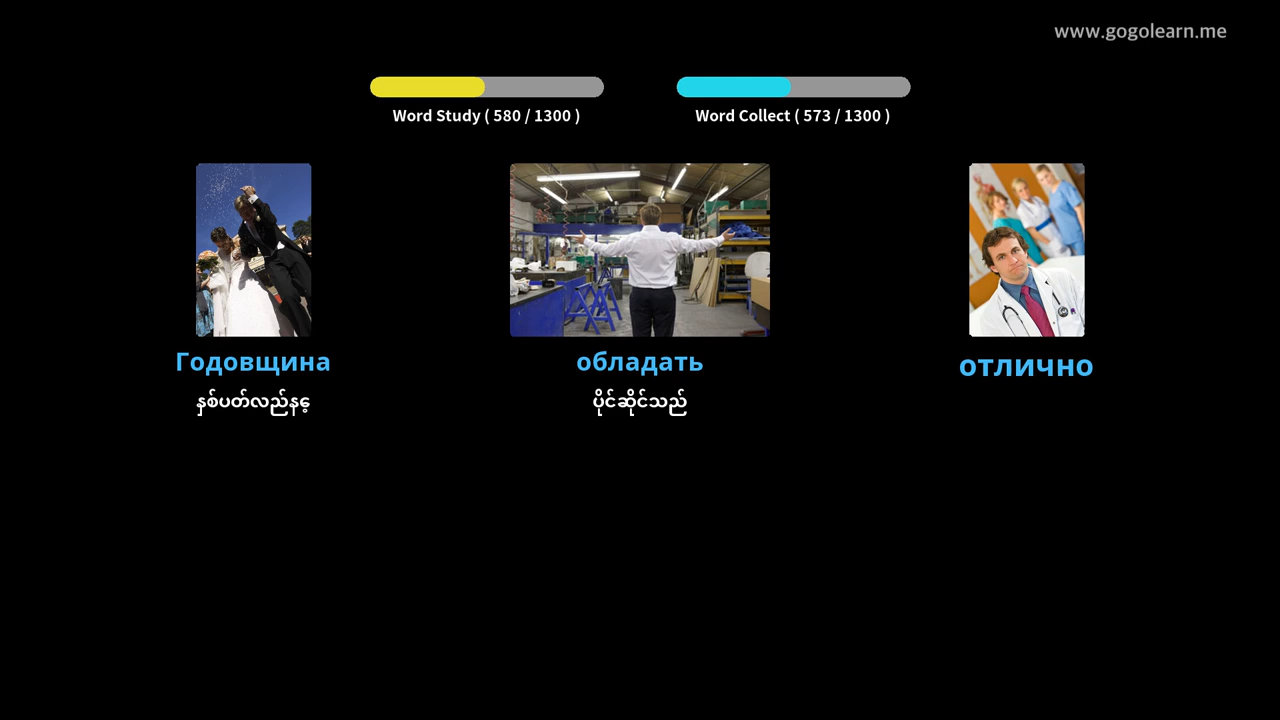 www.gogolearn.me
Word Study ( 580 / 1300 )
Word Collect ( 573 / 1300 )
Годовщина
обладать
отлично
နှစ်ပတ်လည်နေ့
ပိုင်ဆိုင်သည်